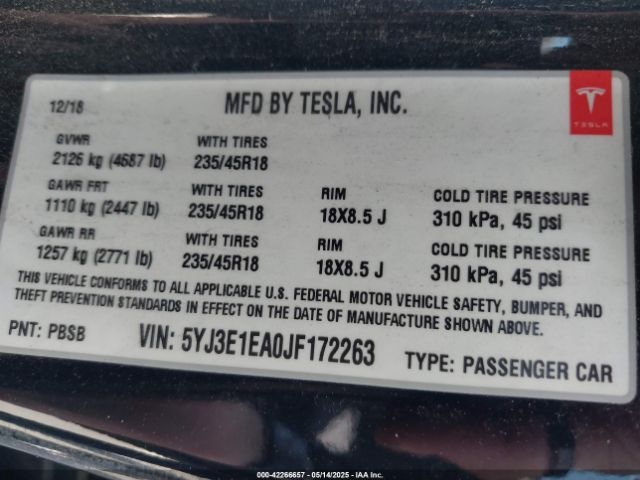 12/18 MFD BY TESLA, INC.
TESLA
GVWR WITH TIRES
2126 kg (4687 lb) 235/45R18
GAWR FRT WITH TIRES RIM COLD TIRE PRESSURE
1110 kg (2447 lb) 235/45R18 18X8.5 J 310 kPa, 45 psi
GAWR RR WITH TIRES RIM COLD TIRE PRESSURE
1257 kg (2771 lb) 235/45R18 18X8.5 J 310 kPa, 45 psi
THIS VEHICLE CONFORMS TO ALL APPLICABLE U.S. FEDERAL MOTOR VEHICLE SAFETY, BUMPER, AND
THEFT PREVENTION STANDARDS IN EFFECT ON THE DATE OF MANUFACTURE SHOWN ABOVE.
PNT: PBSB VIN: 5YJ3E1EA0JF172263 TYPE: PASSENGER CAR
000-42266657 - 05/14/2025 - IAA Inc.